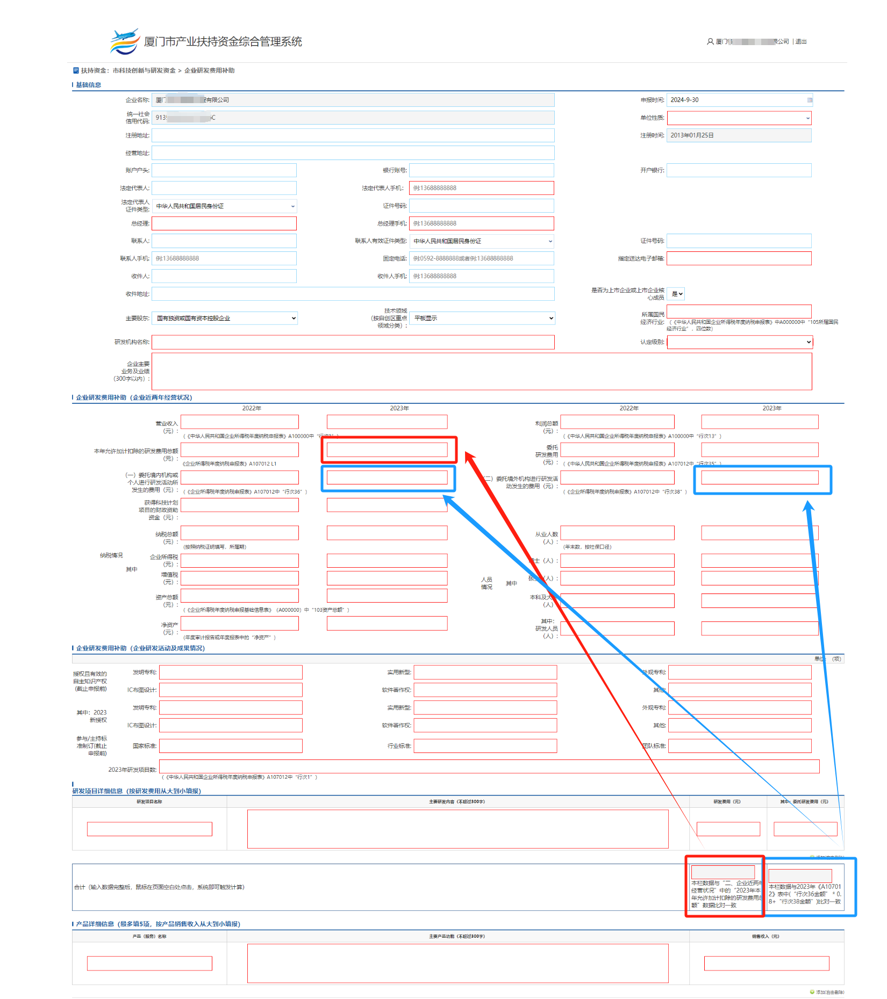 厦门市产业扶持资金综合管理系统
厦门 限公司 | 退出
扶持资金：市科技创新与研发资金 > 企业研发费用补助
基础信息
企业名称: 厦门 程有限公司 申报时间: 2024-9-30
统一社会
信用代码: 913 C 单位性质:
注册地址: 注册时间: 2013年01月25日
经营地址:
账户户头: 银行账号: 开户银行:
法定代表人: 法定代表人手机: 例:13688888888
法定代表人
证件类型: 中华人民共和国居民身份证 证件号码:
总经理: 总经理手机: 例:13688888888
联系人: 联系人有效证件类型: 中华人民共和国居民身份证 证件号码:
联系人手机: 例:13688888888 固定电话: 例:0592-8888888或者例:13688888888 指定送达电子邮箱:
收件人: 收件人手机: 例:13688888888
收件地址: 是否为上市企业或上市企业核
心成员 是
主要股东: 国有独资或国有资本控股企业 技术领域
(按自创区重点
领域分类)： 平板显示 所属国民
经济行业: (《中华人民共和国企业所得税年度纳税申报表》中A000000中“105所属国民
经济行业”，四位数)
研发机构名称: 认定级别:
企业主要
业务及业绩
(300字以内)：
企业研发费用补助（企业近两年经营状况）
2022年 2023年 2022年 2023年
营业收入
(元)：
(《中华人民共和国企业所得税年度纳税申报表》A100000中“行次1”)
利润总额
(元)：
(《中华人民共和国企业所得税年度纳税申报表》A100000中“行次13”)
本年允许加计扣除的研发费用总额
(元)：
《企业所得税年度纳税申报表》A107012 L1
委托
研发费用
(元)：
(《中华人民共和国企业所得税年度纳税申报表》A107012中“行次35”)
(一）委托境内机构或
个人进行研发活动所
发生的费用（元）：
(《企业所得税年度纳税申报表》A107012中“行次36”)
二）委托境外机构进行研发活
动发生的费用（元）：
(《企业所得税年度纳税申报表》A107012中“行次38”)
获得科技计划
项目的财政资助
资金（元）：
纳税总额
(元)：
(按照纳税证明填写，所属期)
从业人数
(人)：
(年末数，按社保口径)
纳税情况
其中
企业所得税
(元)：
增值税
(元)：
人员
情况
其中
士（人）：
硕 （人）：
资产总额
(元)：
(《企业所得税年度纳税申报基础信息表》（A000000）中“103资产总额”)
本科及大
(人)
净资产
(元)：
(年度审计报告或年度报表中的“净资产”)
其中：
研发人员
(人)：
企业研发费用补助（企业研发活动及成果情况）
单位： (项)
授权且有效的
自主知识产权
(截止申报前)
发明专利: 实用新型: 外观专利:
IC布图设计: 软件著作权: 其他:
其中：2023
新授权
发明专利: 实用新型: 外观专利:
IC布图设计: 软件著作权: 其他:
参与/主持标
准制订(截止
申报前)
国家标准: 行业标准: 团队标准:
2023年研发项目数:
(《中华人民共和国企业所得税年度纳税申报表》A107012中“行次1”)
研发项目详细信息（按研发费用从大到小填报）
研发项目名称 主要研发内容（不超过300字） 研发费用（元） 其中：委托研发费用（元）
添加(右击删除)
合计（输入数据完整后，鼠标在页面空白处点击，系统即可触发计算）
本栏数据与“二、企业近两年
经营状况”中的“2023年本
年允许加计扣除的研发费用总
额”数据比对一致
本栏数据与2023年《A10701
2》表中(“行次36金额” * 0.
8+“行次38金额”)比对一致
产品详细信息（最多填5项，按产品销售收入从大到小填报）
产品（服务）名称 主要产品功能（不超过300字） 销售收入（元）
添加(右击删除)